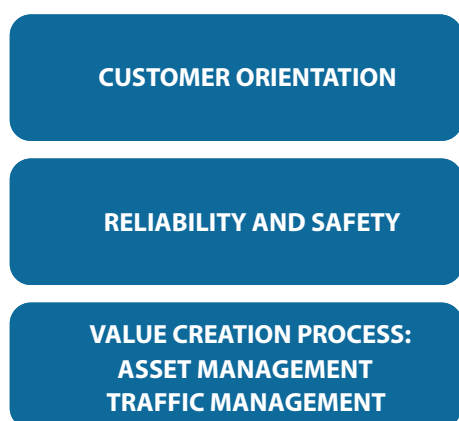 CUSTOMER ORIENTATION
RELIABILITY AND SAFETY
VALUE CREATION PROCESS:
ASSET MANAGEMENT
TRAFFIC MANAGEMENT